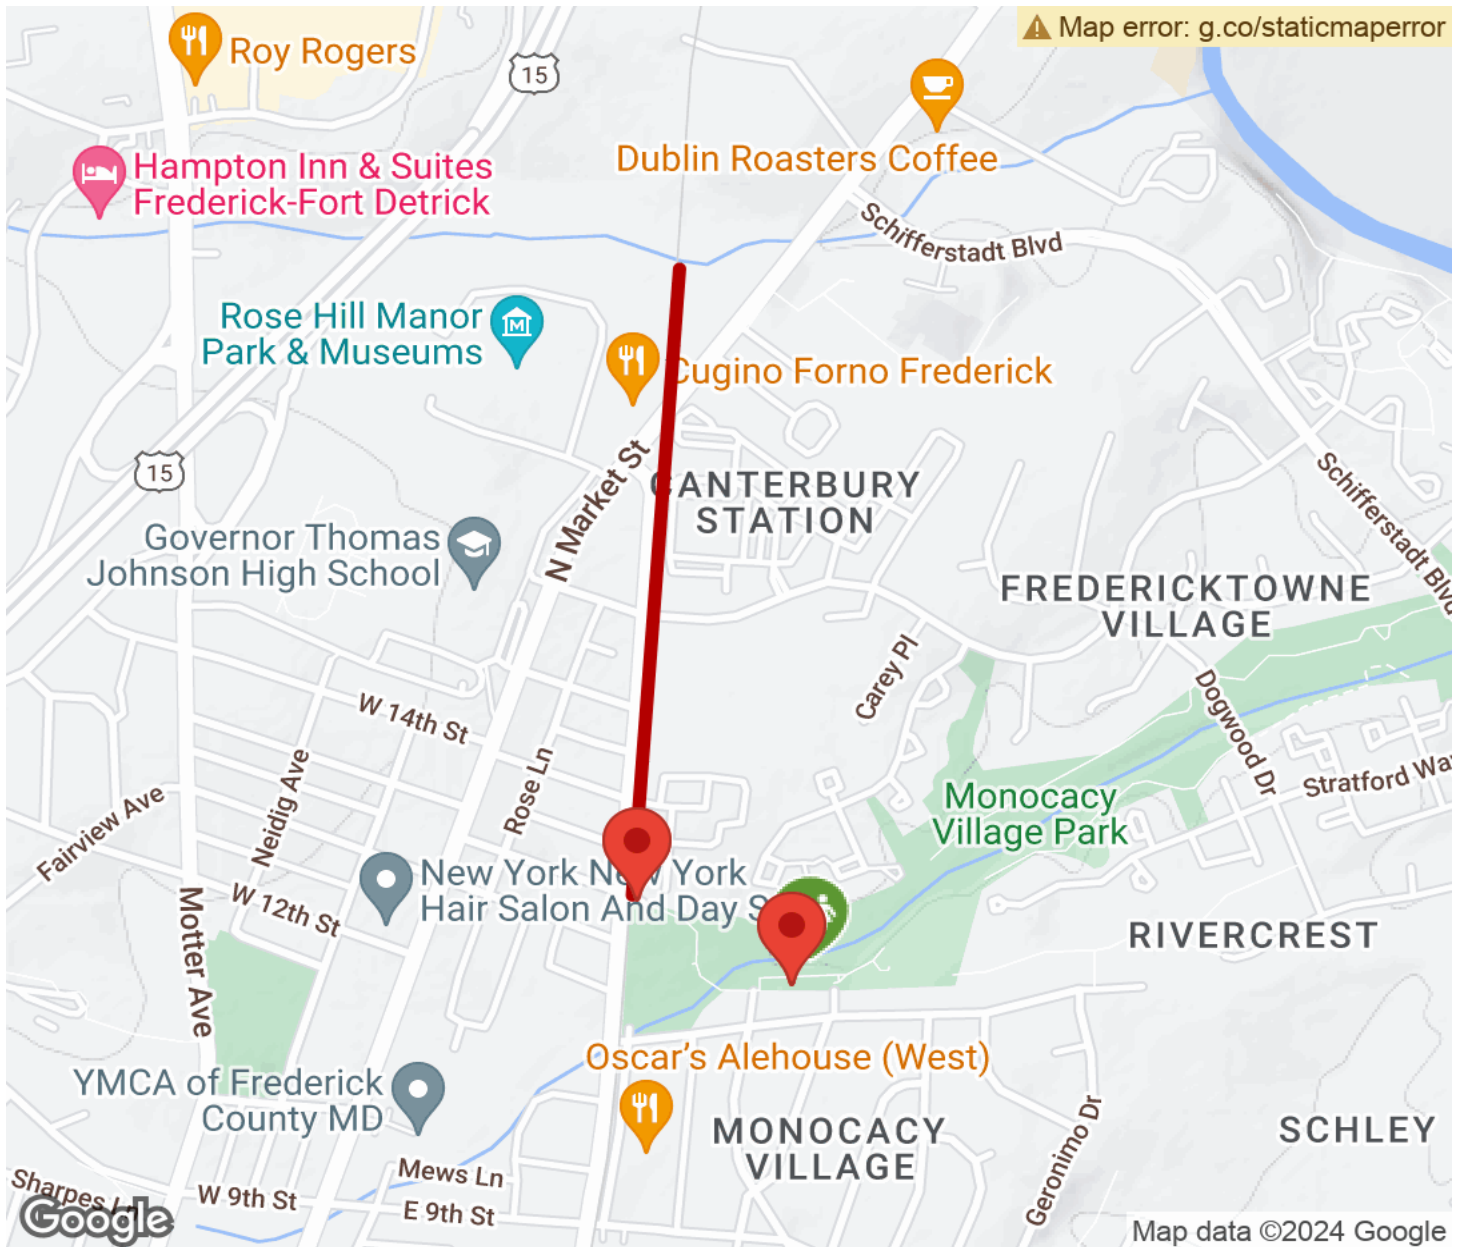 Map error: g.co/staticmaperror
Roy Rogers
15
Dublin Roasters Coffee
Hampton Inn & Suites
Frederick-Fort Detrick
Schifferstadt Blvd
Rose Hill Manor
Park & Museums
M
Cugino Forno Frederick
15
N Market St
CANTERBURY
STATION
Schifferstadt Blvd
Governor Thomas
Johnson High School
FREDERICKTOWNE
VILLAGE
Carey Pl
W 14th St
Dogwood Dr
Neidig Ave
Rose Ln
Fairview Ave
Stratford Wa
Monocacy
Village Park
New York New York
Hair Salon And Day S
W 12th St
Motter Ave
RIVERCREST
Oscar's Alehouse (West)
YMCA of Frederick
County MD
MONOCACY
VILLAGE
Geronimo Dr
SCHLEY
Mews Ln
Sharpes Ln
W 9th St
E 9th St
Google
Map data ©2024 Google